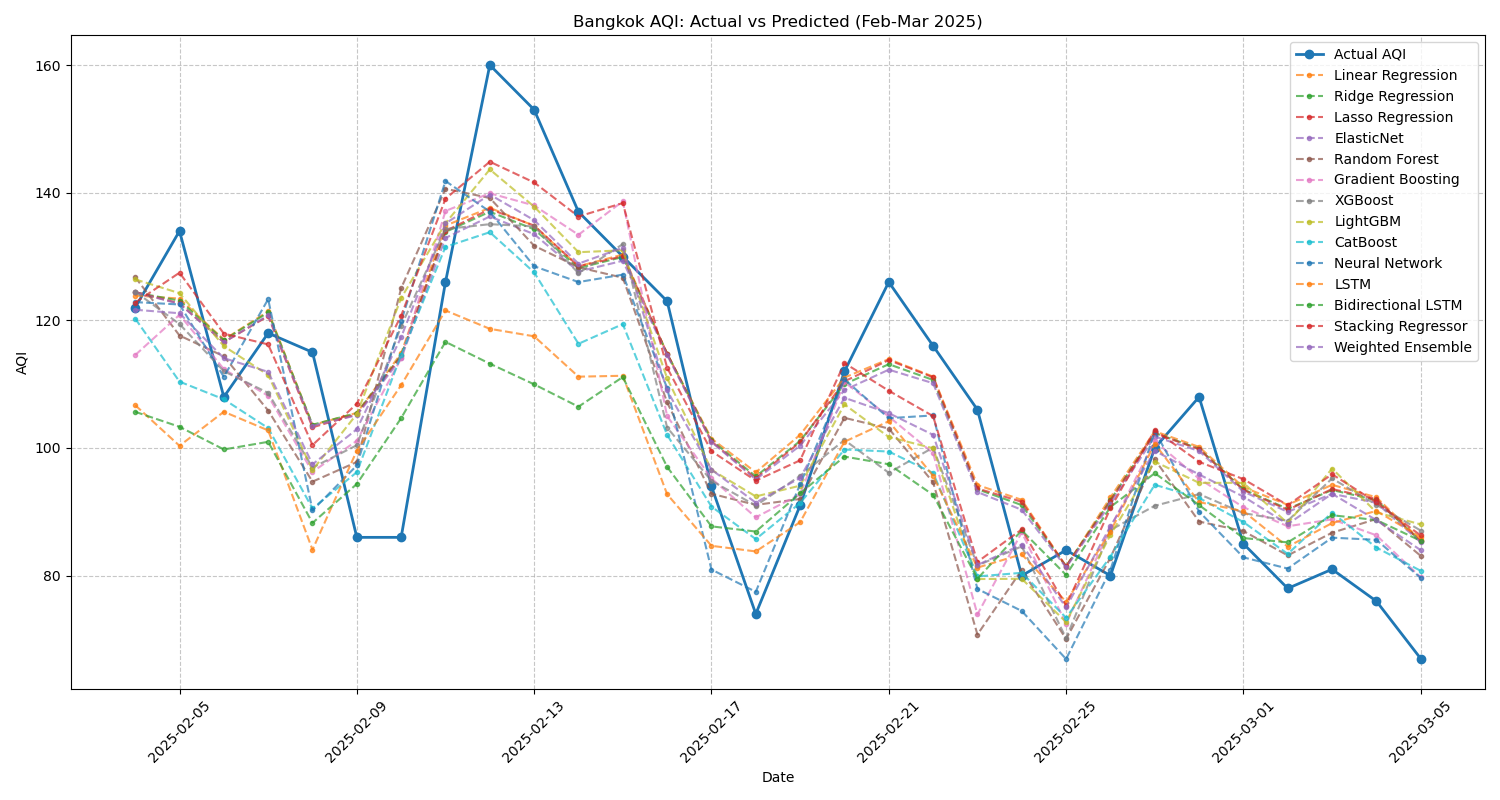 Bangkok AQI: Actual vs Predicted (Feb-Mar 2025)
AQI
160
140
120
100
80
Actual AQI
Linear Regression
Ridge Regression
Lasso Regression
ElasticNet
Random Forest
Gradient Boosting
XGBoost
LightGBM
CatBoost
Neural Network
LSTM
Bidirectional LSTM
Stacking Regressor
Weighted Ensemble
2025-02-05
2025-02-09
2025-02-13
2025-02-17
2025-02-21
2025-02-25
2025-03-01
2025-03-05
Date